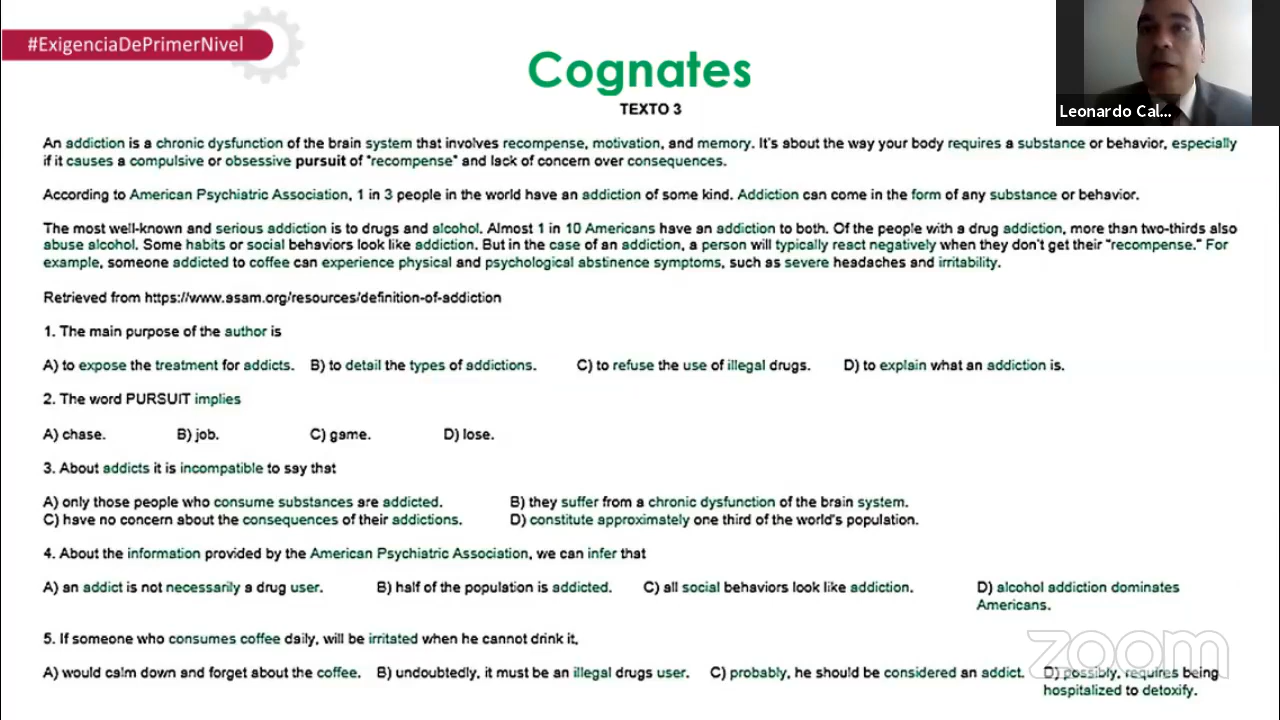 #ExigenciaDePrimerNivel
Cognates
TEXTO 3
Leonardo Cal...
An addiction is a chronic dysfunction of the brain system that involves recompense, motivation, and memory. It's about the way your body requires a substance or behavior, especially
if it causes a compulsive or obsessive pursuit of "recompense" and lack of concern over consequences.
According to American Psychiatric Association, 1 in 3 people in the world have an addiction of some kind. Addiction can come in the form of any substance or behavior.
The most well-known and serious addiction is to drugs and alcohol. Almost 1 in 10 Americans have an addiction to both. Of the people with a drug addiction, more than two-thirds also
abuse alcohol. Some habits or social behaviors look like addiction. But in the case of an addiction, a person will typically react negatively when they don't get their "recompense." For
example, someone addicted to coffee can experience physical and psychological abstinence symptoms, such as severe headaches and irritability.
Retrieved from https://www.asam.org/resources/definition-of-addiction
1. The main purpose of the author is
A) to expose the treatment for addicts. B) to detail the types of addictions. C) to refuse the use of illegal drugs. D) to explain what an addiction is.
2. The word PURSUIT implies
A) chase. B) job. C) game. D) lose.
3. About addicts it is incompatible to say that
A) only those people who consume substances are addicted. B) they suffer from a chronic dysfunction of the brain system.
C) have no concern about the consequences of their addictions. D) constitute approximately one third of the world's population.
4. About the information provided by the American Psychiatric Association, we can infer that
A) an addict is not necessarily a drug user. B) half of the population is addicted. C) all social behaviors look like addiction. D) alcohol addiction dominates
Americans.
5. If someone who consumes coffee daily, will be irritated when he cannot drink it,
A) would calm down and forget about the coffee. B) undoubtedly, it must be an illegal drugs user. C) probably, he should be considered an addict. D) possibly, requires being
hospitalized to detoxify.
zoom